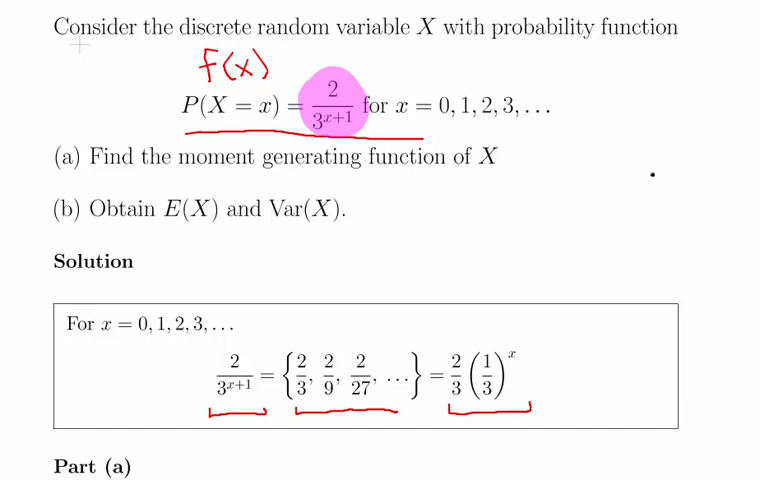 Consider the discrete random variable X with probability function
f(x)
P(X = x) = 2/3^{x+1} for x = 0, 1, 2, 3, . . .
(a) Find the moment generating function of X
(b) Obtain E(X) and Var(X).
Solution
For x = 0, 1, 2, 3, . . .
2/3^{x+1} = {2/3, 2/9, 2/27, · · ·} = 2/3 (1/3)^x
Part (a)